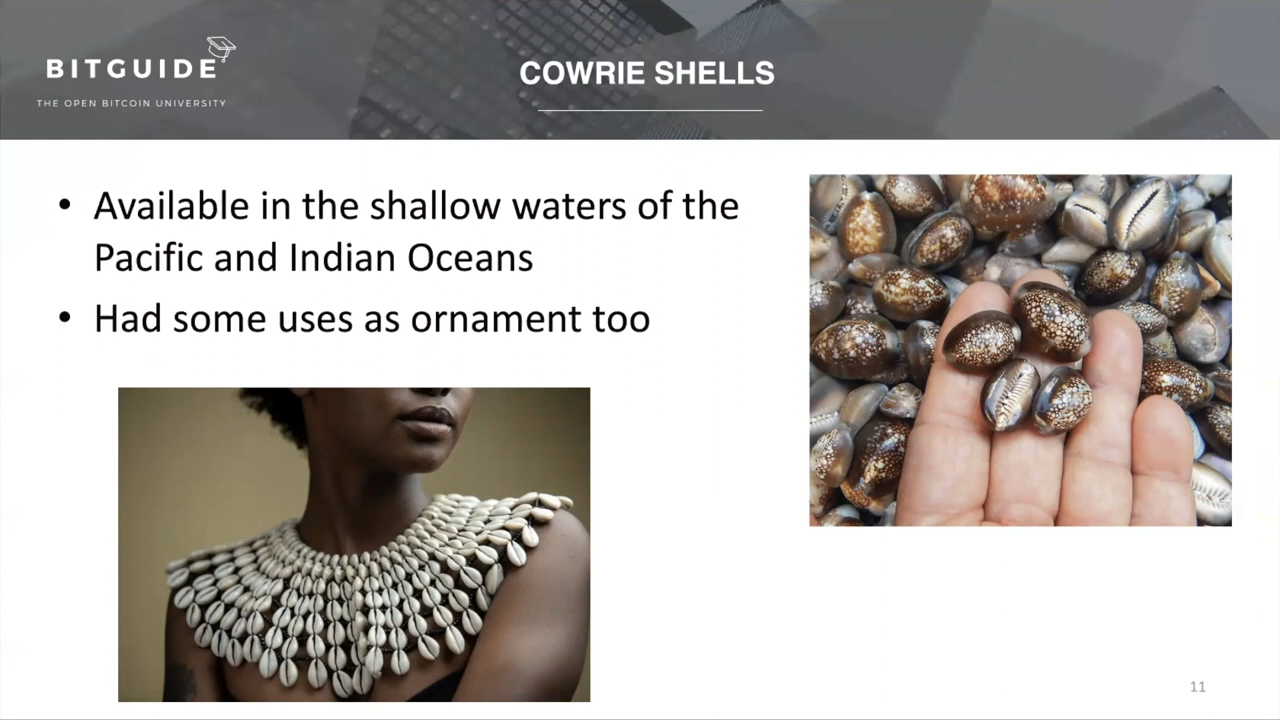 BITGUIDE
THE OPEN BITCOIN UNIVERSITY
COWRIE SHELLS
• Available in the shallow waters of the
Pacific and Indian Oceans
• Had some uses as ornament too
11